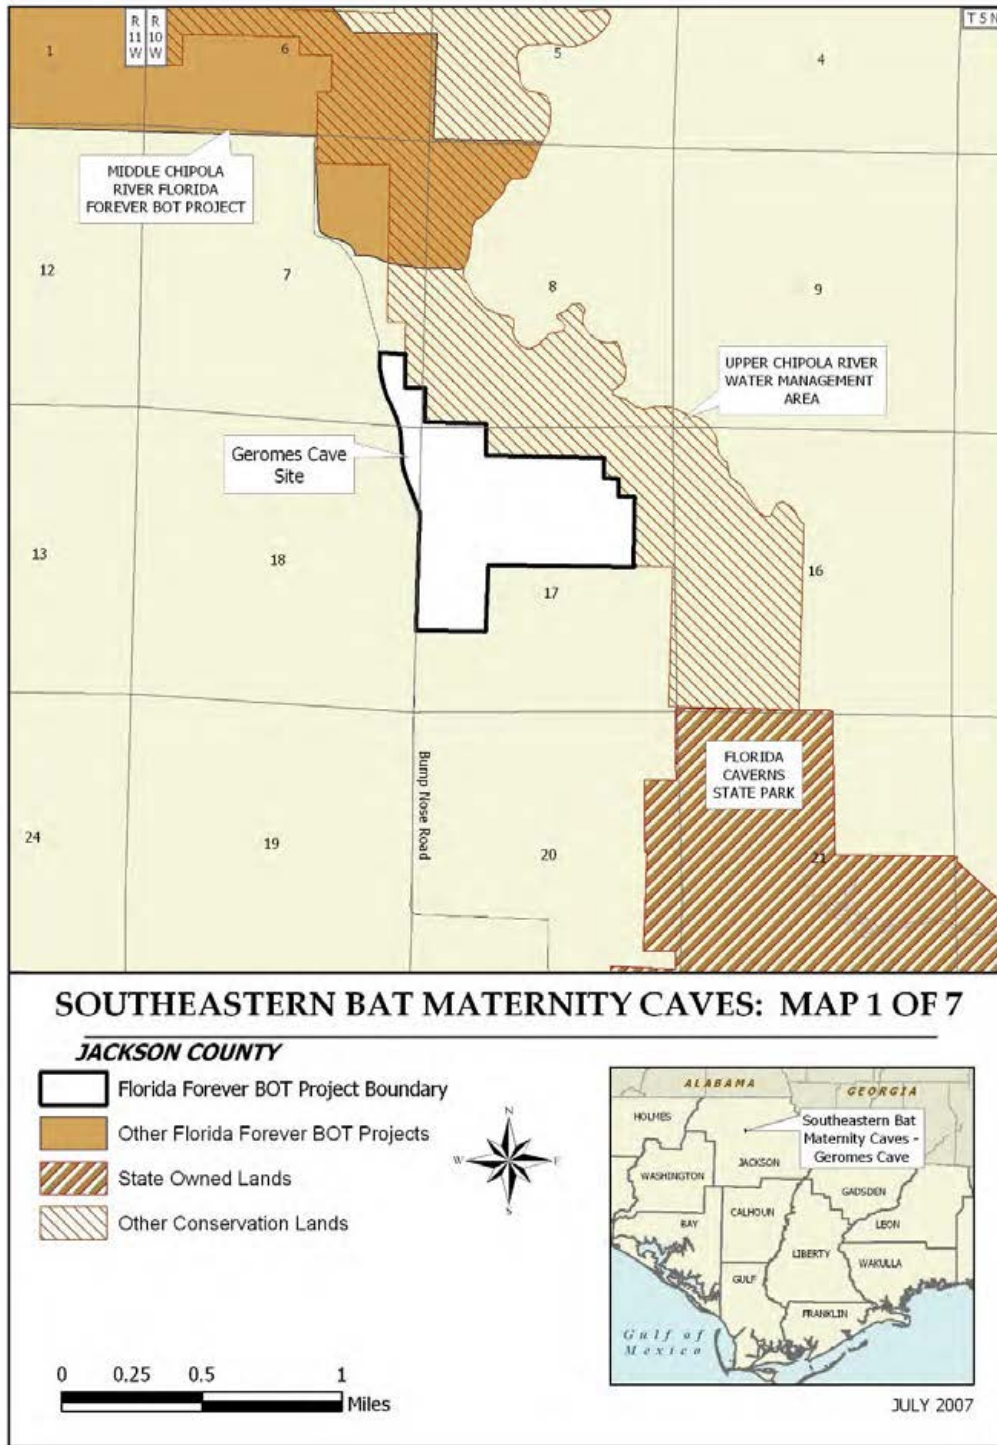 R
11
W
R
10
W
T 5 N
1
6
5
4
MIDDLE CHIPOLA
RIVER FLORIDA
FOREVER BOT PROJECT
12
7
8
9
UPPER CHIPOLA RIVER
WATER MANAGEMENT
AREA
Geromes Cave
Site
13
18
17
16
Bump Nose Road
FLORIDA
CAVERNS
STATE PARK
24
19
20
21
SOUTHEASTERN BAT MATERNITY CAVES: MAP 1 OF 7
JACKSON COUNTY
Florida Forever BOT Project Boundary
Other Florida Forever BOT Projects
State Owned Lands
Other Conservation Lands
N
W
E
S
ALABAMA
GEORGIA
HOLMES
Southeastern Bat
Maternity Caves -
Geromes Cave
JACKSON
WASHINGTON
GADSDEN
CALHOUN
LEON
BAY
LIBERTY
WAKULLA
GULF
FRANKLIN
Gulf of
Mexico
0 0.25 0.5 1
Miles
JULY 2007